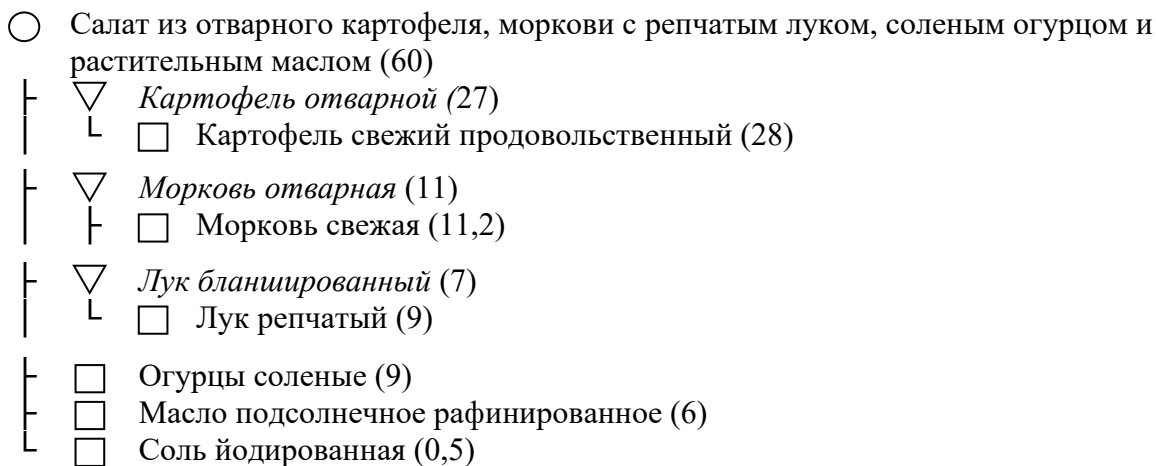 Салат из отварного картофеля, моркови с репчатым луком, соленым огурцом и
растительным маслом (60)
Картофель отварной (27)
Картофель свежий продовольственный (28)
Морковь отварная (11)
Морковь свежая (11,2)
Лук бланшированный (7)
Лук репчатый (9)
Огурцы соленые (9)
Масло подсолнечное рафинированное (6)
Соль йодированная (0,5)